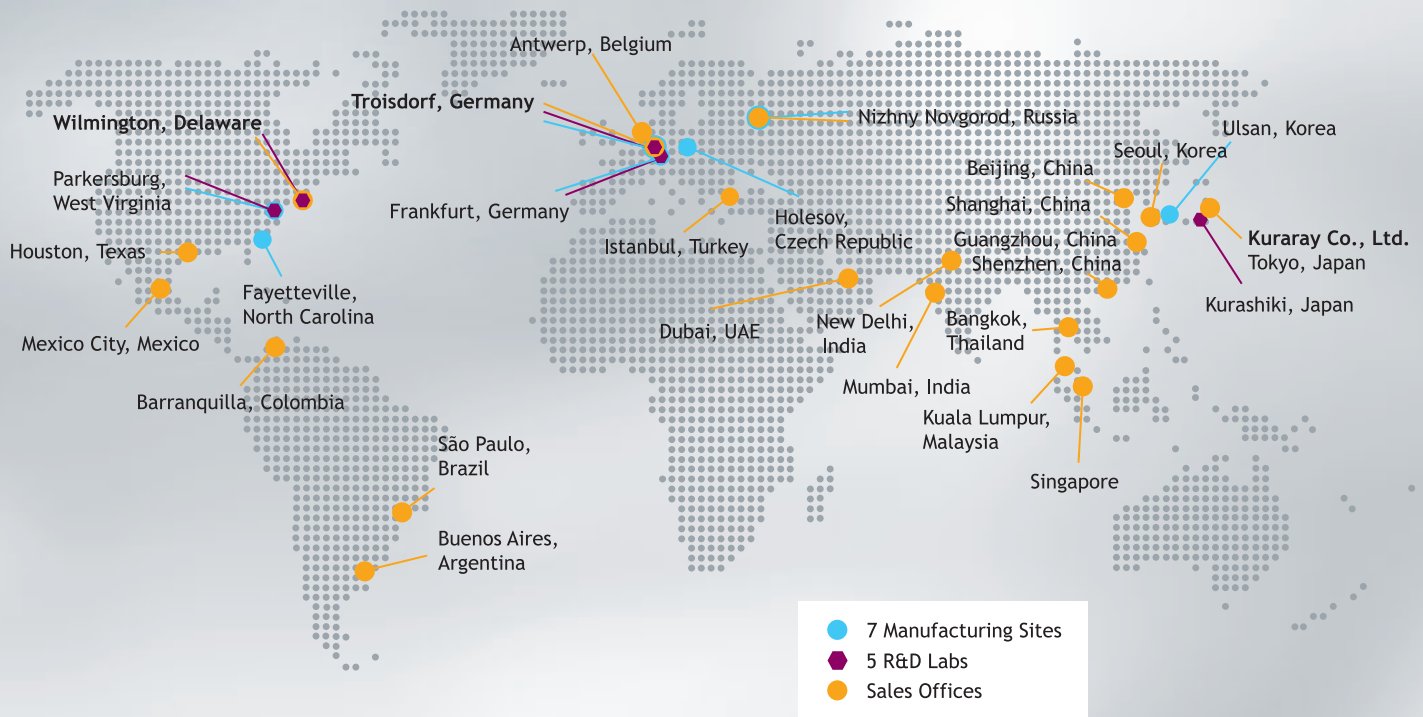 Antwerp, Belgium
Troisdorf, Germany
Wilmington, Delaware
Nizhny Novgorod, Russia
Ulsan, Korea
Seoul, Korea
Beijing, China
Parkersburg,
West Virginia
Shanghai, China
Frankfurt, Germany
Holesov,
Czech Republic
Istanbul, Turkey
Guangzhou, China
Shenzhen, China
Kuraray Co., Ltd.
Tokyo, Japan
Houston, Texas
Fayetteville,
North Carolina
Kurashiki, Japan
Mexico City, Mexico
Dubai, UAE
New Delhi,
India
Bangkok,
Thailand
Mumbai, India
Barranquilla, Colombia
Kuala Lumpur,
Malaysia
São Paulo,
Brazil
Singapore
Buenos Aires,
Argentina
7 Manufacturing Sites
5 R&D Labs
Sales Offices